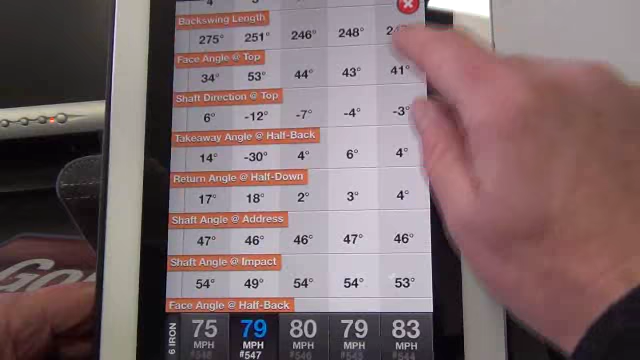 Backswing Length
275° 251° 246° 248°
Face Angle @ Top
34° 53° 44° 43° 41°
Shaft Direction @ Top
6° -12° -7° -4° -3°
Takeaway Angle @ Half-Back
14° -30° 4° 6° 4°
Return Angle @ Half-Down
17° 18° 2° 3° 4°
Shaft Angle @ Address
47° 46° 46° 47° 46°
Shaft Angle @ Impact
54° 49° 54° 54° 53°
Face Angle @ Half-Back
6 IRON 75 79 80 79 83
MPH MPH MPH MPH MPH
#547